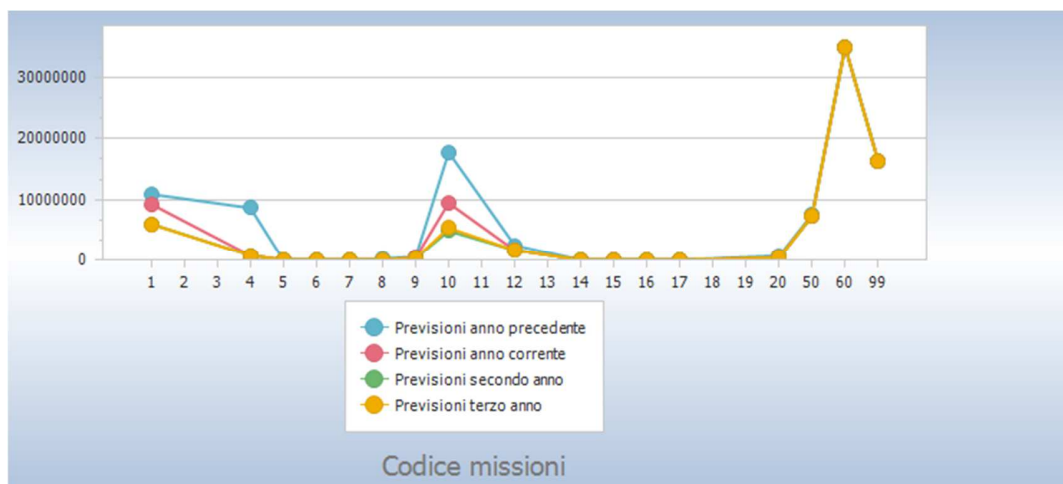 30000000
20000000
10000000
0
1 2 3 4 5 6 7 8 9 10 11 12 13 14 15 16 17 18 19 20 50 60 99
Previsioni anno precedente
Previsioni anno corrente
Previsioni secondo anno
Previsioni terzo anno
Codice missioni